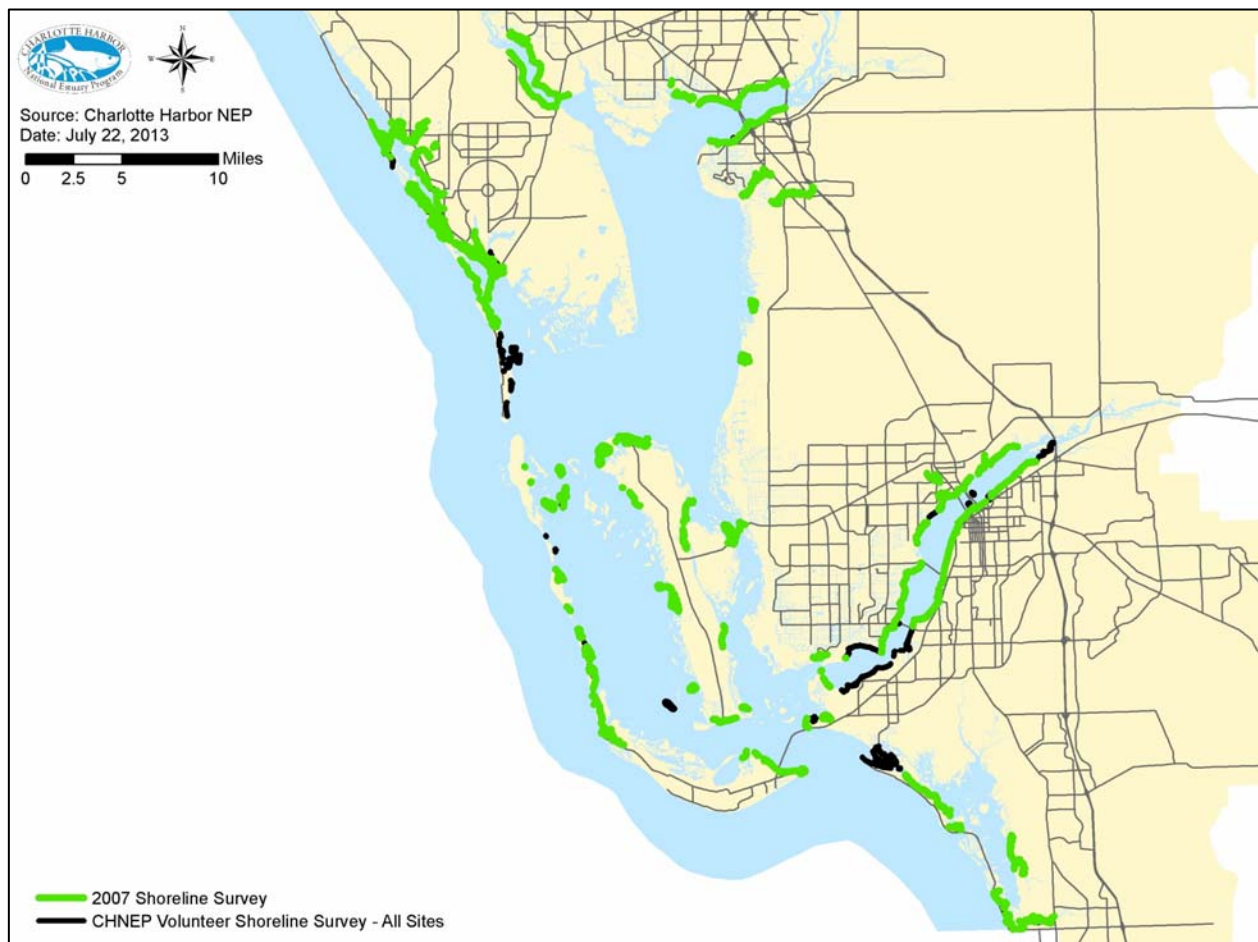 CHARLOTTE HARBOR
National Estuary Program
N
W E
S
Source: Charlotte Harbor NEP
Date: July 22, 2013
Miles
0 2.5 5 10
2007 Shoreline Survey
CHNEP Volunteer Shoreline Survey - All Sites